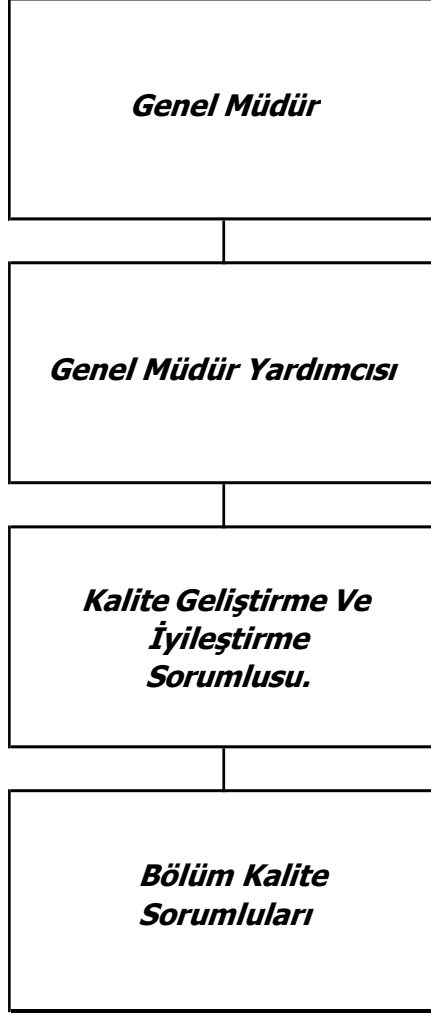 Genel Müdür
Genel Müdür Yardımcısı
Kalite Geliştirme Ve
İyileştirme
Sorumlusu.
Bölüm Kalite
Sorumluları